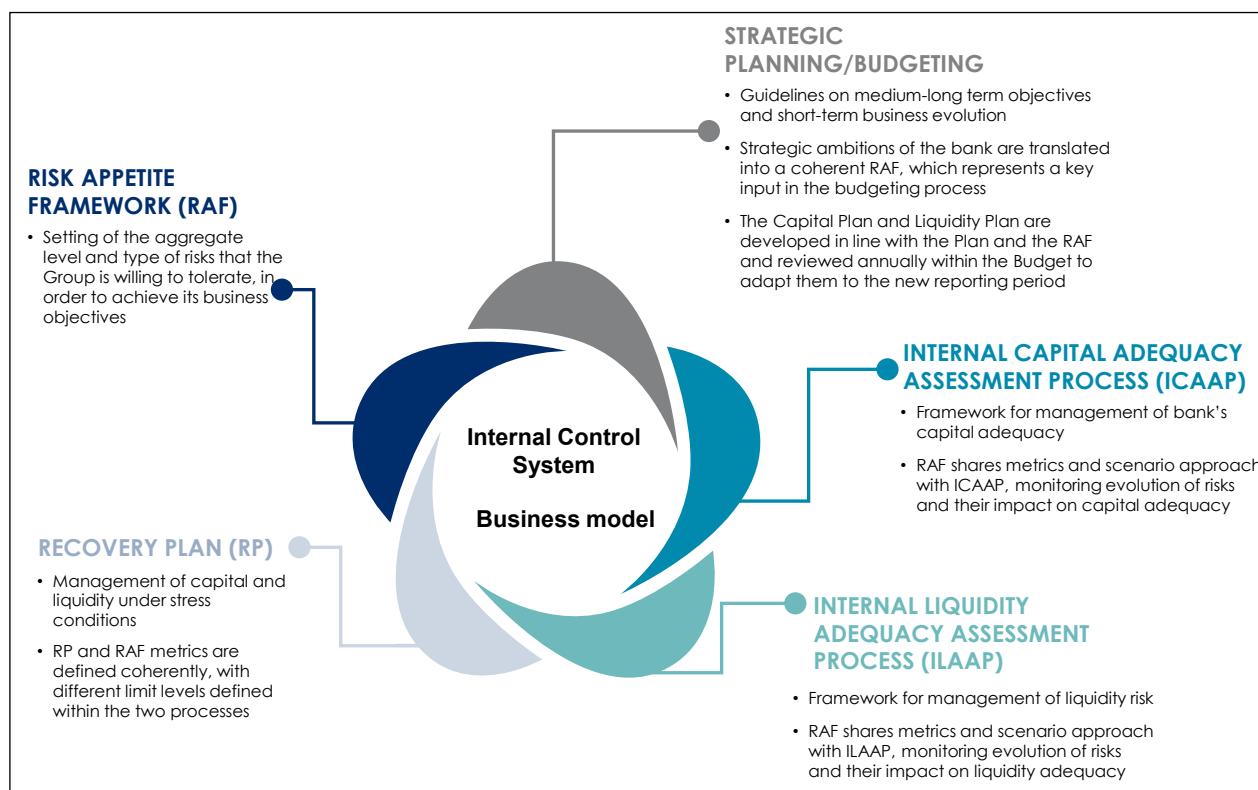 STRATEGIC
PLANNING/BUDGETING
• Guidelines on medium-long term objectives
and short-term business evolution
• Strategic ambitions of the bank are translated
into a coherent RAF, which represents a key
input in the budgeting process
• The Capital Plan and Liquidity Plan are
developed in line with the Plan and the RAF
and reviewed annually within the Budget to
adapt them to the new reporting period
RISK APPETITE
FRAMEWORK (RAF)
• Setting of the aggregate
level and type of risks that the
Group is willing to tolerate, in
order to achieve its business
objectives
INTERNAL CAPITAL ADEQUACY
ASSESSMENT PROCESS (ICAAP)
• Framework for management of bank's
capital adequacy
• RAF shares metrics and scenario approach
with ICAAP, monitoring evolution of risks
and their impact on capital adequacy
Internal Control
System
Business model
RECOVERY PLAN (RP)
• Management of capital and
liquidity under stress
conditions
• RP and RAF metrics are
defined coherently, with
different limit levels defined
within the two processes
INTERNAL LIQUIDITY
ADEQUACY ASSESSMENT
PROCESS (ILAAP)
• Framework for management of liquidity risk
• RAF shares metrics and scenario approach
with ILAAP, monitoring evolution of risks
and their impact on liquidity adequacy